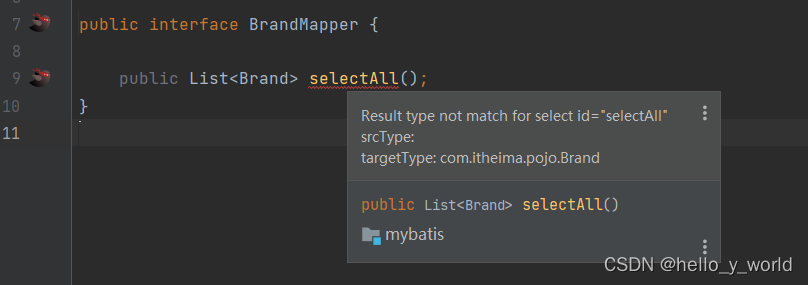 7 public interface BrandMapper {
8
9 public List<Brand> selectAll();
10 }
11
Result type not match for select id="selectAll"
srcType:
targetType: com.itheima.pojo.Brand
public List<Brand> selectAll()
mybatis
CSDN @hello_y_world